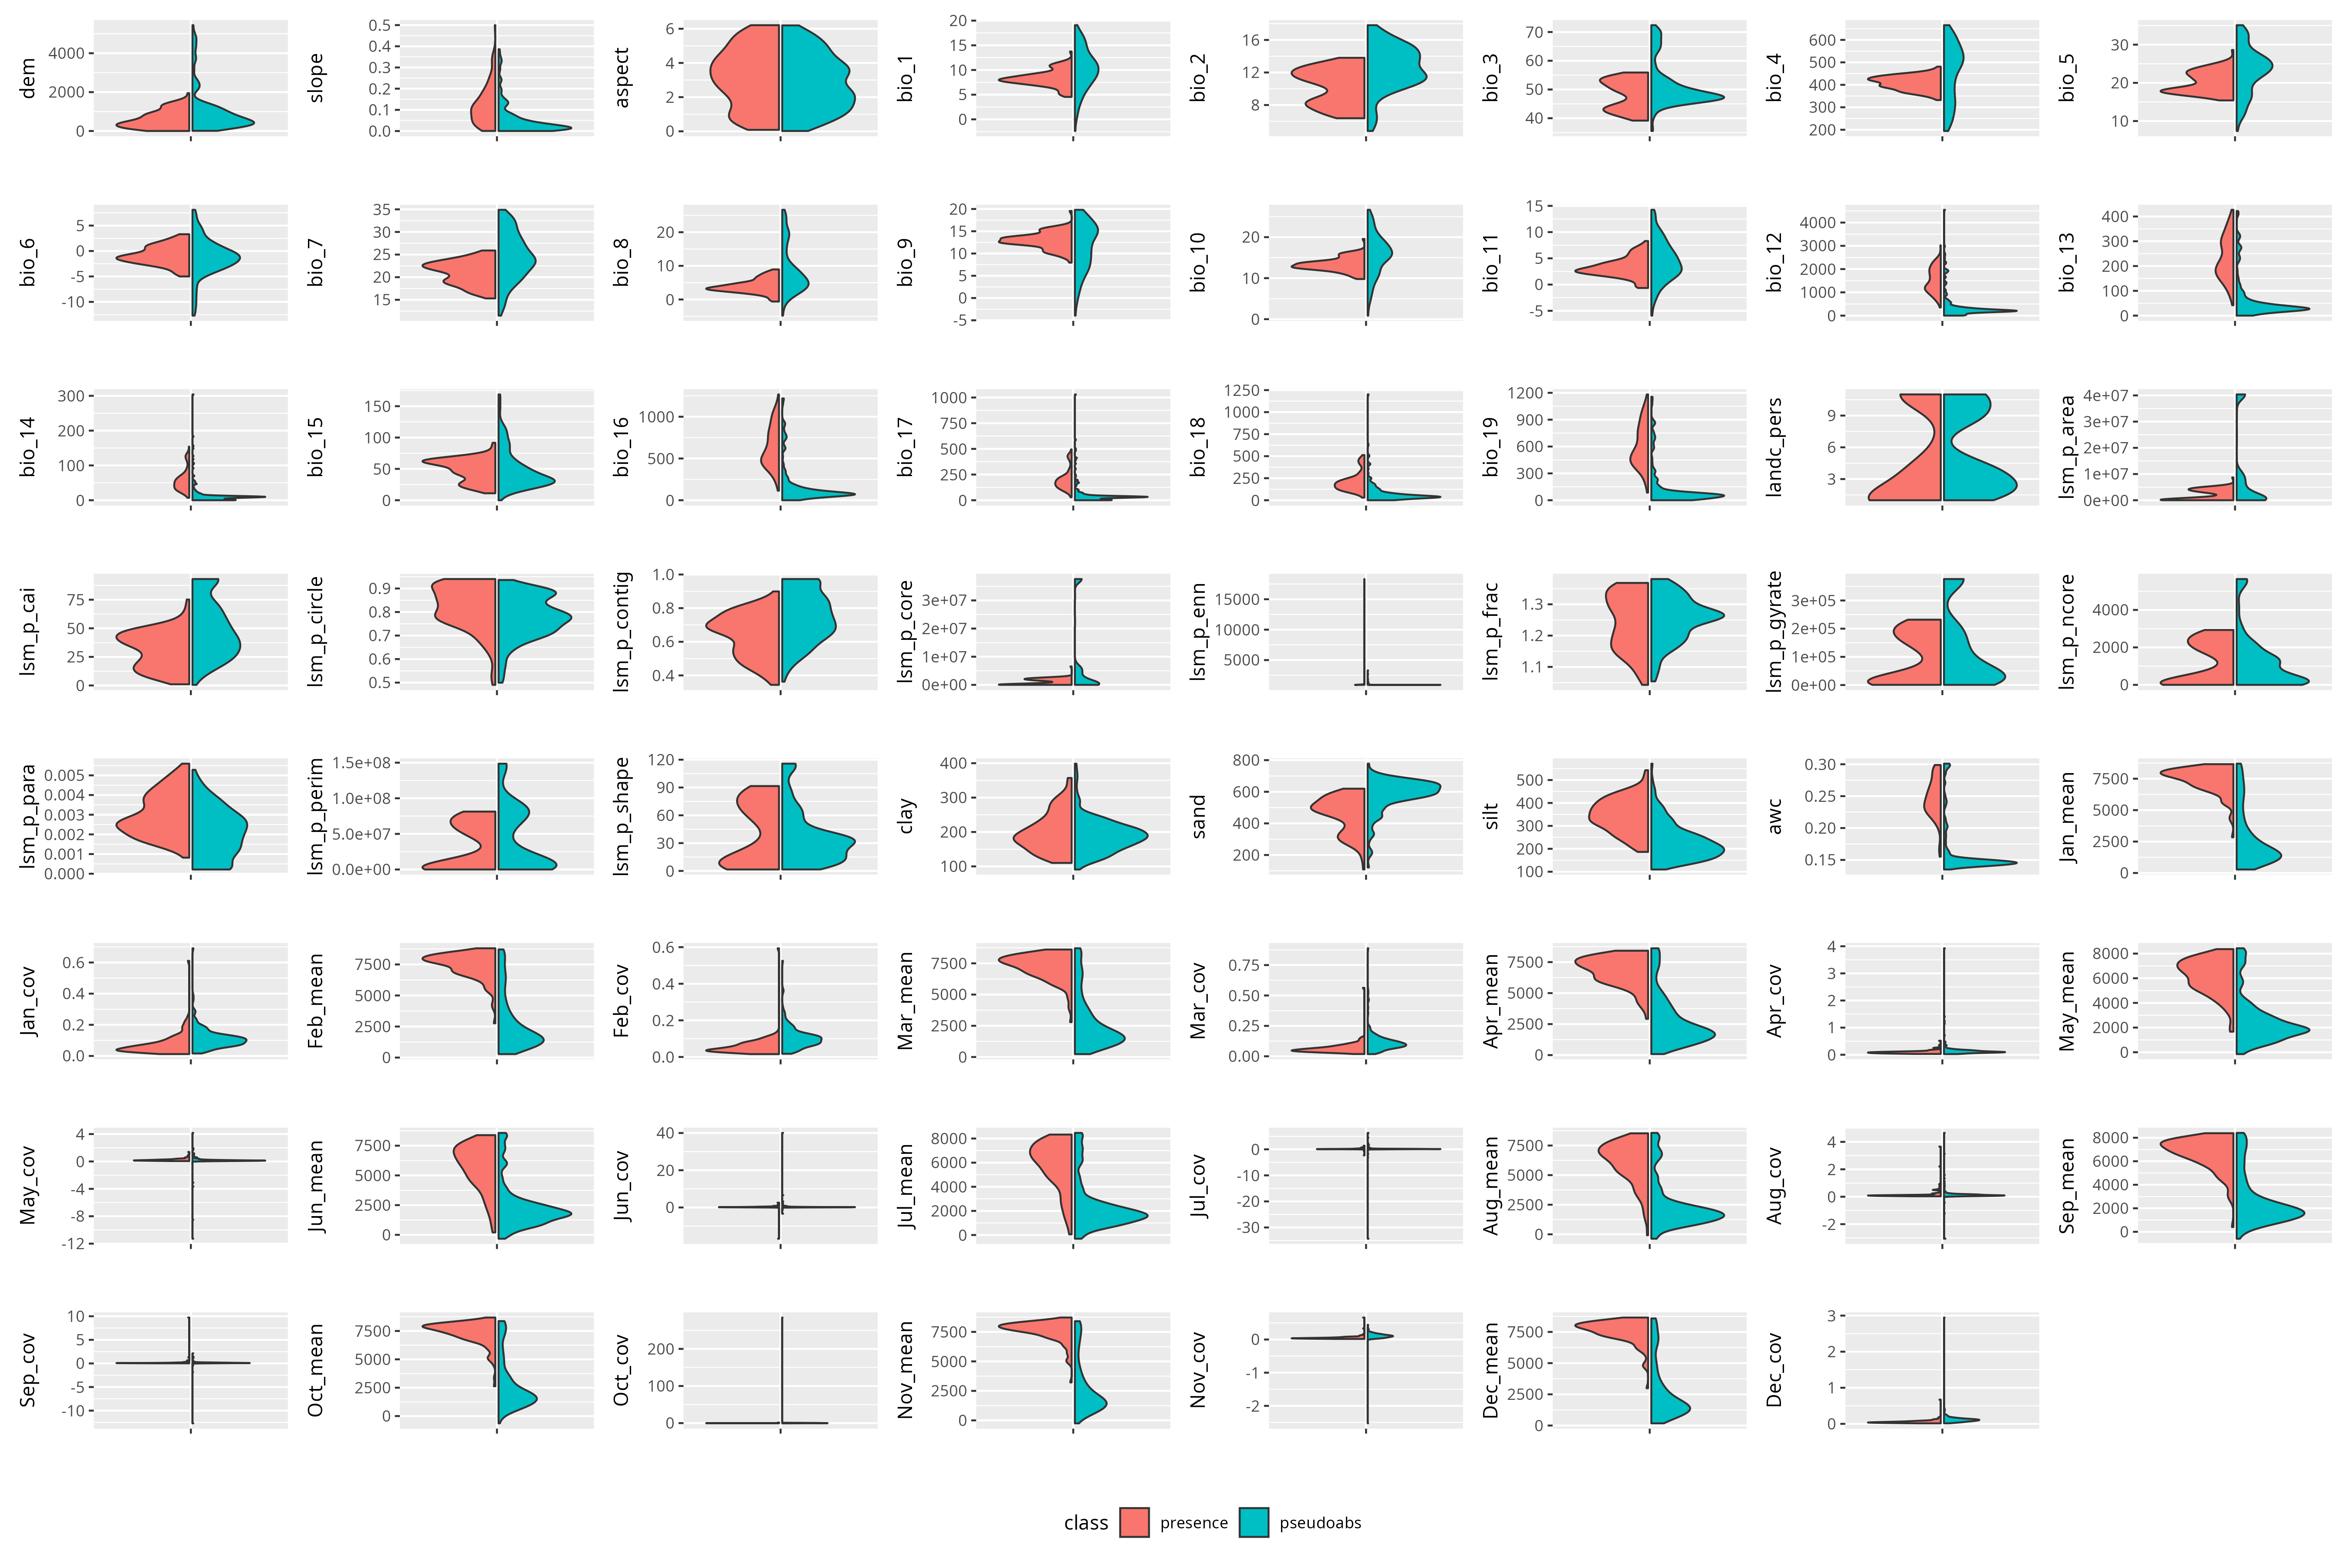 dem
4000 2000 0
slope
0.5 0.4 0.3 0.2 0.1 0.0
aspect
6 4 2 0
bio_1
20 15 10 5 0
bio_2
16 12 8
bio_3
70 60 50 40
bio_4
600 500 400 300 200
bio_5
30 20 10
bio_6
5 0 -5 -10
bio_7
35 30 25 20 15
bio_8
20 10 0
bio_9
20 15 10 5 0 -5
bio_10
20 10 0
bio_11
15 10 5 0 -5
bio_12
4000 3000 2000 1000 0
bio_13
400 300 200 100 0
bio_14
300 200 100 0
bio_15
150 100 50 0
bio_16
1000 500 0
bio_17
1000 750 500 250 0
bio_18
1250 1000 750 500 250 0
bio_19
1200 900 600 300 0
landc_pers
9 6 3
lsm_p_area
4e+07 3e+07 2e+07 1e+07 0e+00
lsm_p_cai
75 50 25 0
lsm_p_circle
0.9 0.8 0.7 0.6 0.5
lsm_p_contig
1.0 0.8 0.6 0.4
lsm_p_core
3e+07 2e+07 1e+07 0e+00
lsm_p_enn
15000 10000 5000
lsm_p_frac
1.3 1.2 1.1
lsm_p_gyrate
3e+05 2e+05 1e+05 0e+00
lsm_p_ncore
4000 2000 0
lsm_p_para
0.005 0.004 0.003 0.002 0.001 0.000
lsm_p_perim
1.5e+08 1.0e+08 5.0e+07 0.0e+00
lsm_p_shape
120 90 60 30 0
clay
400 300 200 100
sand
800 600 400 200
silt
500 400 300 200 100
awc
0.30 0.25 0.20 0.15
Jan_mean
7500 5000 2500 0
Jan_cov
0.6 0.4 0.2 0.0
Feb_mean
7500 5000 2500 0
Feb_cov
0.6 0.4 0.2 0.0
Mar_mean
7500 5000 2500 0
Mar_cov
0.75 0.50 0.25 0.00
Apr_mean
7500 5000 2500 0
Apr_cov
4 3 2 1 0
May_mean
8000 6000 4000 2000 0
May_cov
4 0 -4 -8 -12
Jun_mean
7500 5000 2500 0
Jun_cov
40 20 0
Jul_mean
8000 6000 4000 2000 0
Jul_cov
0 -10 -20 -30
Aug_mean
7500 5000 2500 0
Aug_cov
4 2 0 -2
Sep_mean
8000 6000 4000 2000 0
Sep_cov
10 5 0 -5 -10
Oct_mean
7500 5000 2500 0
Oct_cov
200 100 0
Nov_mean
7500 5000 2500 0
Nov_cov
0 -1 -2
Dec_mean
7500 5000 2500 0
Dec_cov
3 2 1 0
class presence pseudoabs